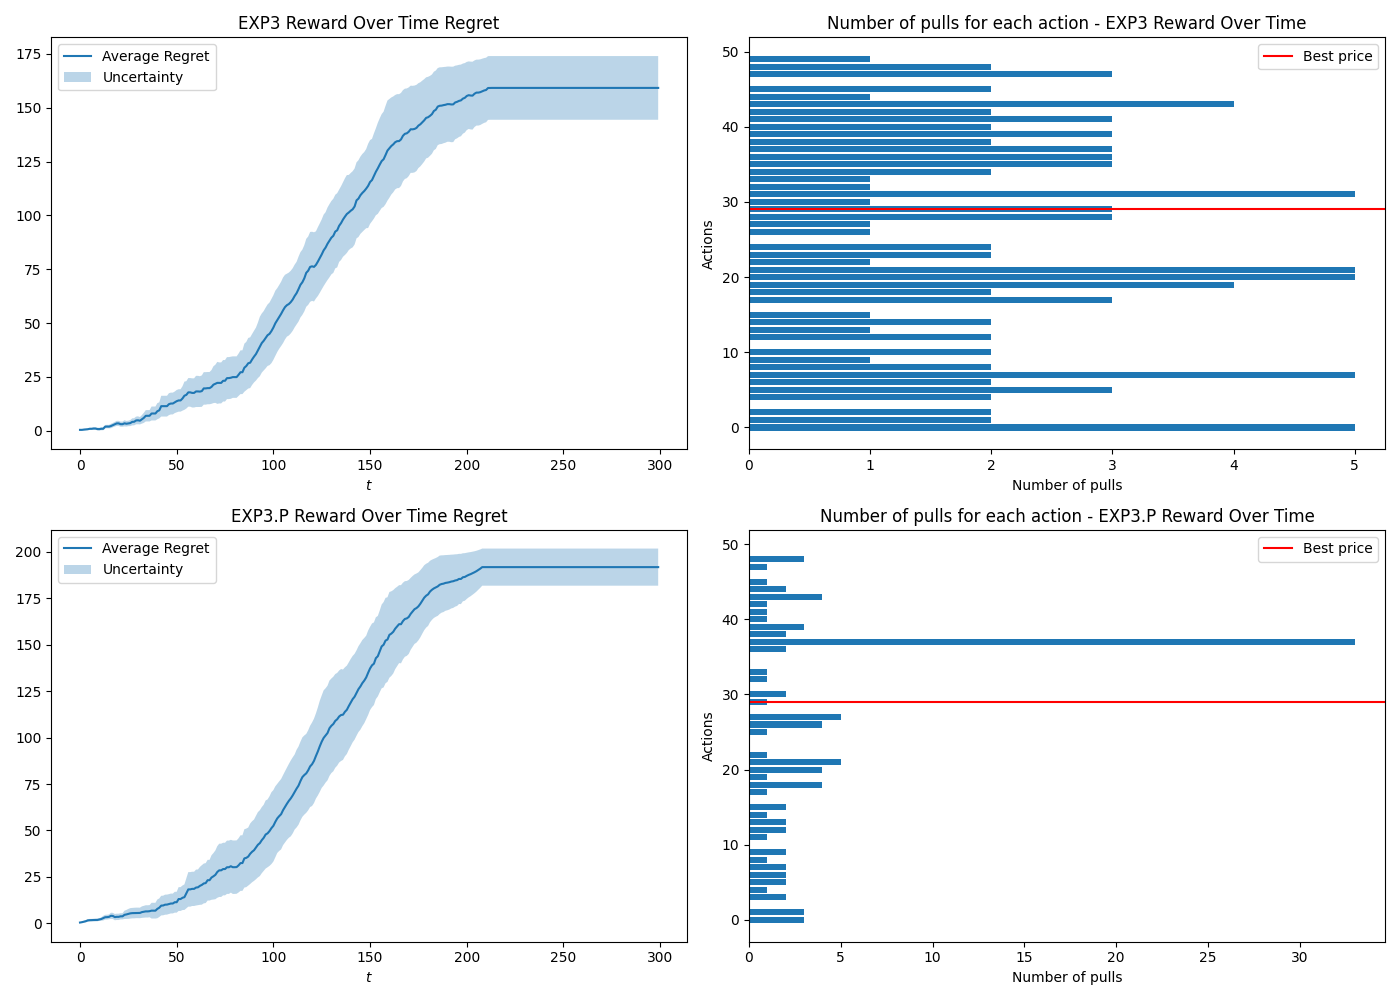 EXP3 Reward Over Time Regret
175
150
125
100
75
50
25
0
Average Regret
Uncertainty
0 50 100 150 200 250 300
t
Number of pulls for each action - EXP3 Reward Over Time
50
40
30
20
10
0
Actions
Best price
0 1 2 3 4 5
Number of pulls
EXP3.P Reward Over Time Regret
200
175
150
125
100
75
50
25
0
Average Regret
Uncertainty
0 50 100 150 200 250 300
t
Number of pulls for each action - EXP3.P Reward Over Time
50
40
30
20
10
0
Actions
Best price
0 5 10 15 20 25 30
Number of pulls